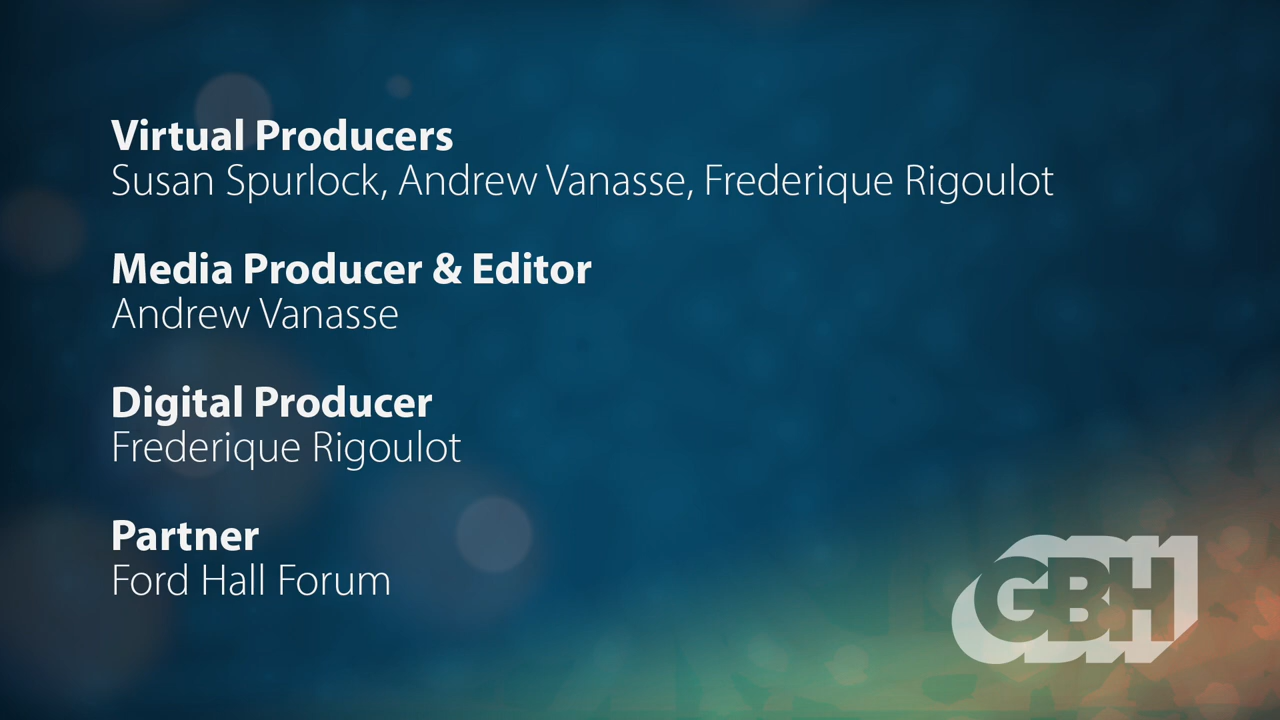 Virtual Producers
Susan Spurlock, Andrew Vanasse, Frederique Rigoulot
Media Producer & Editor
Andrew Vanasse
Digital Producer
Frederique Rigoulot
Partner
Ford Hall Forum
GBH